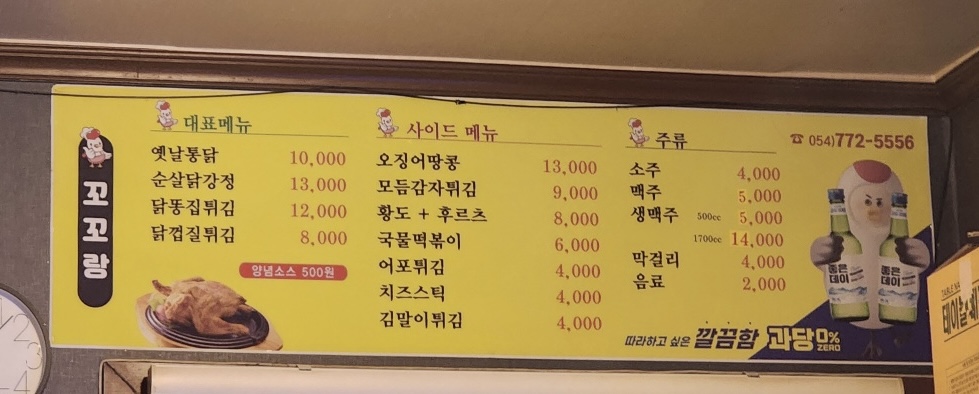 꼬꼬랑
대표메뉴
옛날통닭 10,000
순살닭강정 13,000
닭똥집튀김 12,000
닭껍질튀김 8,000
양념소스 500원
사이드 메뉴
오징어땅콩 13,000
모듬감자튀김 9,000
황도 + 후르츠 8,000
국물떡볶이 6,000
어포튀김 4,000
치즈스틱 4,000
김말이튀김 4,000
주류
소주 4,000
맥주 5,000
생맥주 500cc 5,000
1700cc 14,000
막걸리 4,000
음료 2,000
☎ 054)772-5556
좋은
데이
좋은
데이
따라하고 싶은 깔끔함 과당 0%
ZERO